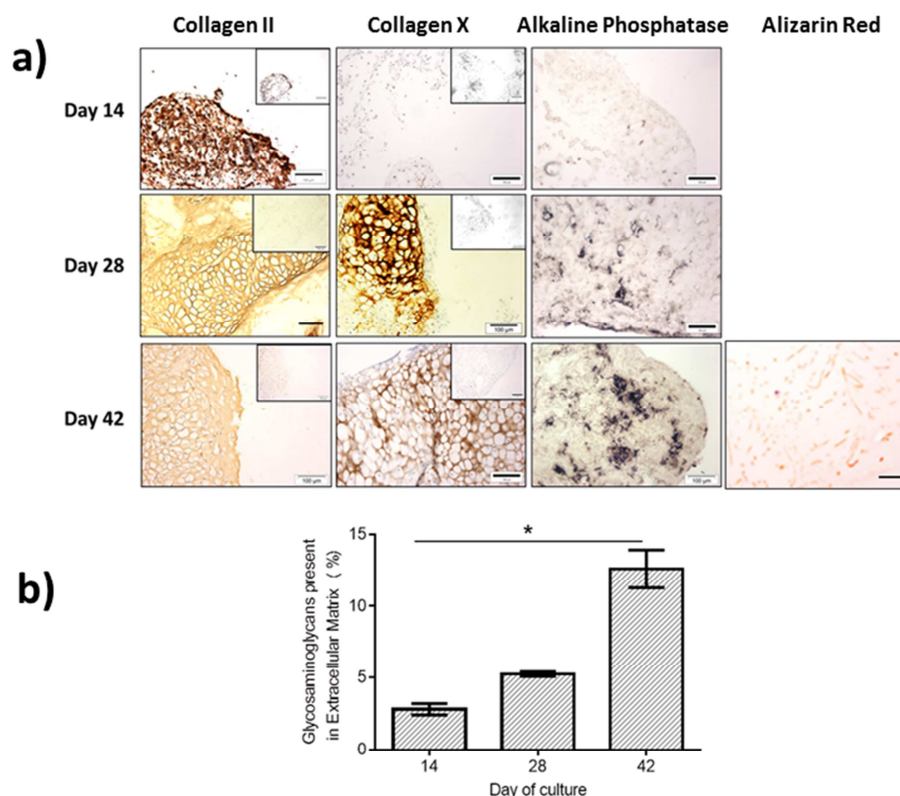 Collagen II Collagen X Alkaline Phosphatase Alizarin Red
a)
Day 14
Day 28
100 µm
Day 42
100 µm
100 µm
b)
Glycosaminoglycans present
in Extracellular Matrix ( %)
15
10
5
0
*
14 28 42
Day of culture